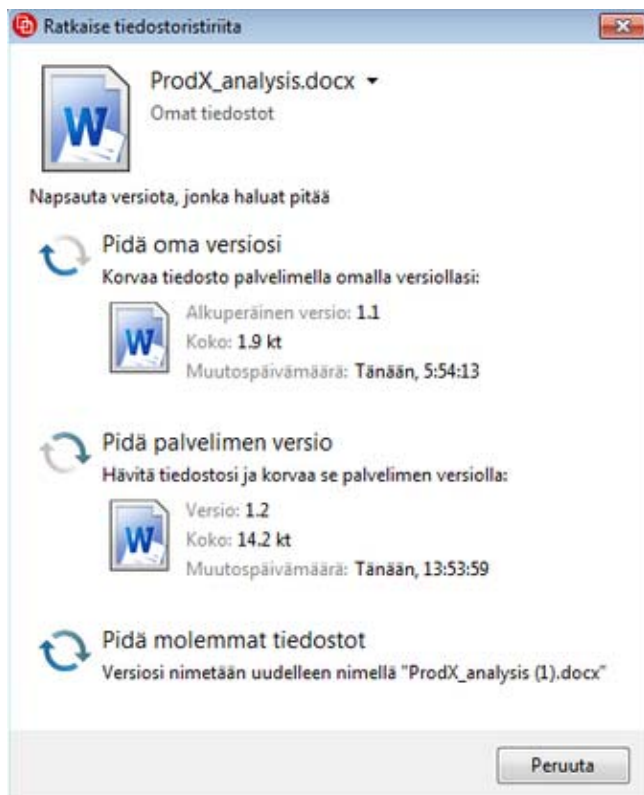 Ratkaise tiedostoristiriita
ProdX_analysis.docx
Omat tiedostot
Napsauta versiota, jonka haluat pitää
Pidä oma versiosi
Korvaa tiedosto palvelimella omalla versiollasi:
Alkuperäinen versio: 1.1
Koko: 1.9 kt
Muutospäivämäärä: Tänään, 5:54:13
Pidä palvelimen versio
Hävitä tiedostosi ja korvaa se palvelimen versiolla:
Versio: 1.2
Koko: 14.2 kt
Muutospäivämäärä: Tänään, 13:53:59
Pidä molemmat tiedostot
Versiosi nimetään uudelleen nimellä "ProdX_analysis (1).docx"
Peruuta